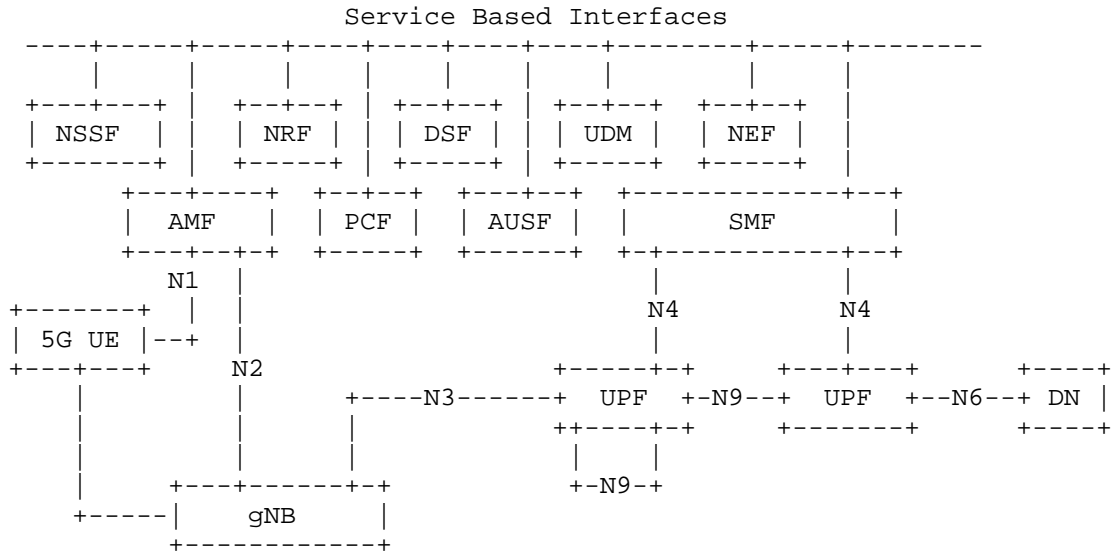 Service Based Interfaces
NSSF NRF DSF UDM NEF
AMF PCF AUSF SMF
N1
N4 N4
5G UE
N2
N3 UPF N9 UPF N6 DN
N9
gNB